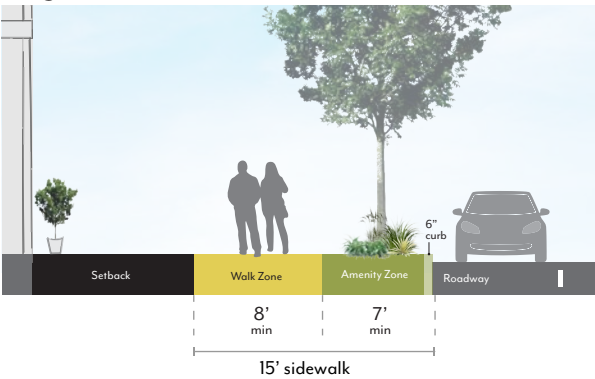 6"
curb
Setback
Walk Zone
Amenity Zone
Roadway
8'
min
7'
min
15' sidewalk